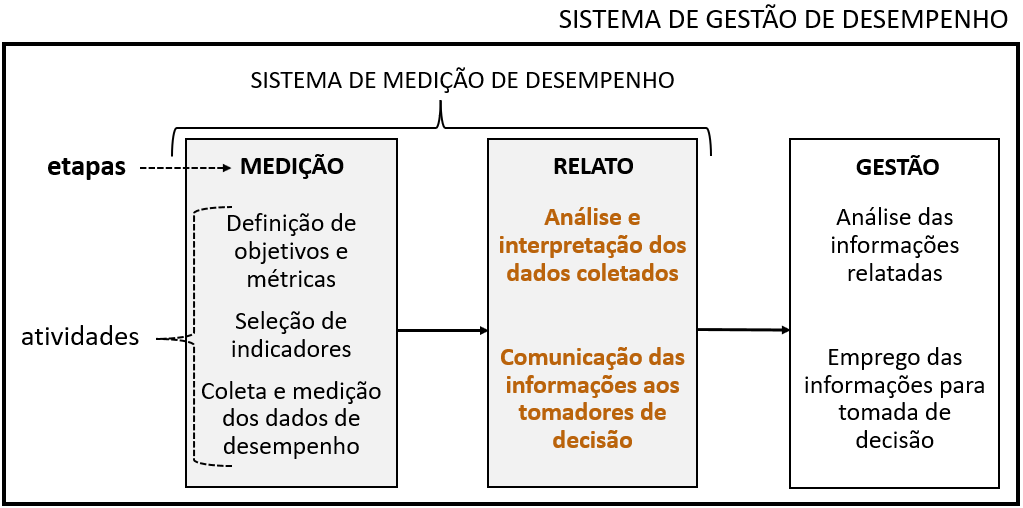 SISTEMA DE GESTÃO DE DESEMPENHO
SISTEMA DE MEDIÇÃO DE DESEMPENHO
etapas
MEDIÇÃO
Definição de
objetivos e
métricas
Seleção de
indicadores
Coleta e medição
dos dados de
desempenho
atividades
RELATO
Análise e
interpretação dos
dados coletados
Comunicação das
informações aos
tomadores de
decisão
GESTÃO
Análise das
informações
relatadas
Emprego das
informações para
tomada de
decisão